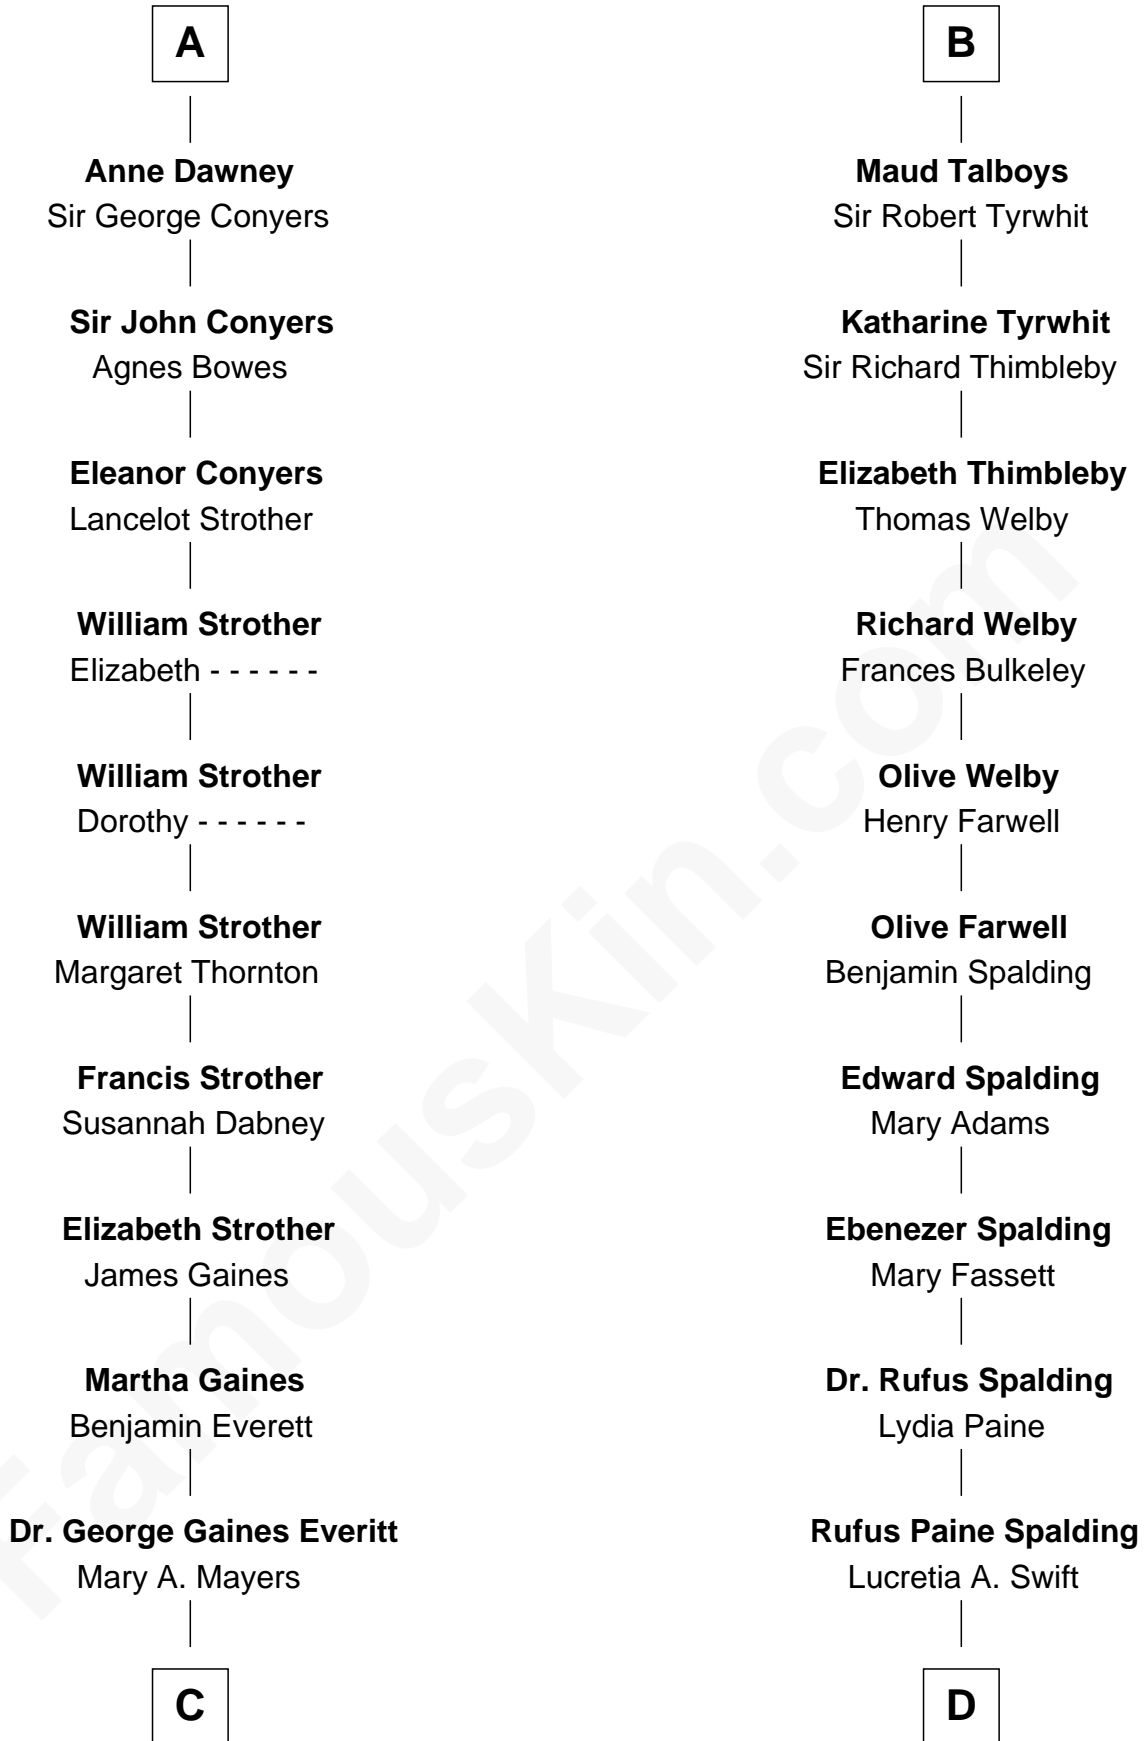 A
Anne Dawney
Sir George Conyers
Sir John Conyers
Agnes Bowes
Eleanor Conyers
Lancelot Strother
William Strother
Elizabeth - - - - - -
William Strother
Dorothy - - - - - -
William Strother
Margaret Thornton
Francis Strother
Susannah Dabney
Elizabeth Strother
James Gaines
Martha Gaines
Benjamin Everett
Dr. George Gaines Everitt
Mary A. Mayers
C
B
Maud Talboys
Sir Robert Tyrwhit
Katharine Tyrwhit
Sir Richard Thimbleby
Elizabeth Thimbleby
Thomas Welby
Richard Welby
Frances Bulkeley
Olive Welby
Henry Farwell
Olive Farwell
Benjamin Spalding
Edward Spalding
Mary Adams
Ebenezer Spalding
Mary Fassett
Dr. Rufus Spalding
Lydia Paine
Rufus Paine Spalding
Lucretia A. Swift
D
FamousKin.com